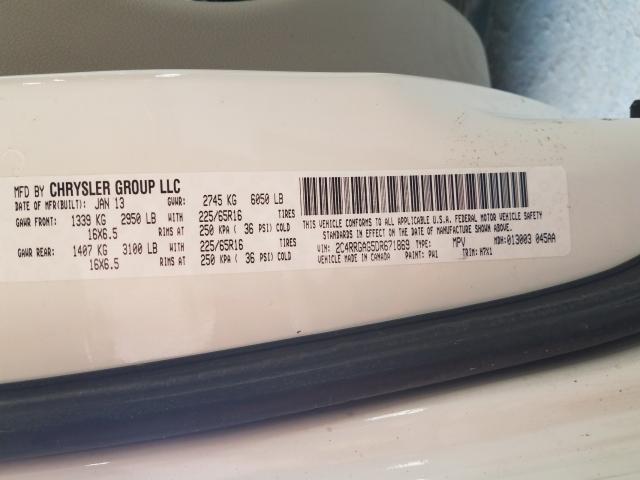 MFD BY CHRYSLER GROUP LLC
DATE OF MFR(BUILT): JAN 13 GVWR: 2745 KG 6050 LB
GAWR FRONT: 1339 KG 2950 LB WITH 225/65R16 TIRES
16X6.5 RIMS AT 250 KPA ( 36 PSI) COLD
GAWR REAR: 1407 KG 3100 LB WITH 225/65R16 TIRES
16X6.5 RIMS AT 250 KPA ( 36 PSI) COLD
THIS VEHICLE CONFORMS TO ALL APPLICABLE U.S.A. FEDERAL MOTOR VEHICLE SAFETY
STANDARDS IN EFFECT ON THE DATE OF MANUFACTURE SHOWN ABOVE.
VIN: 2C4RRGAG5DR671869 TYPE: MPV MDH: 013003 045AA
VEHICLE MADE IN CANADA PAINT: PA1 TRIM: H7X1